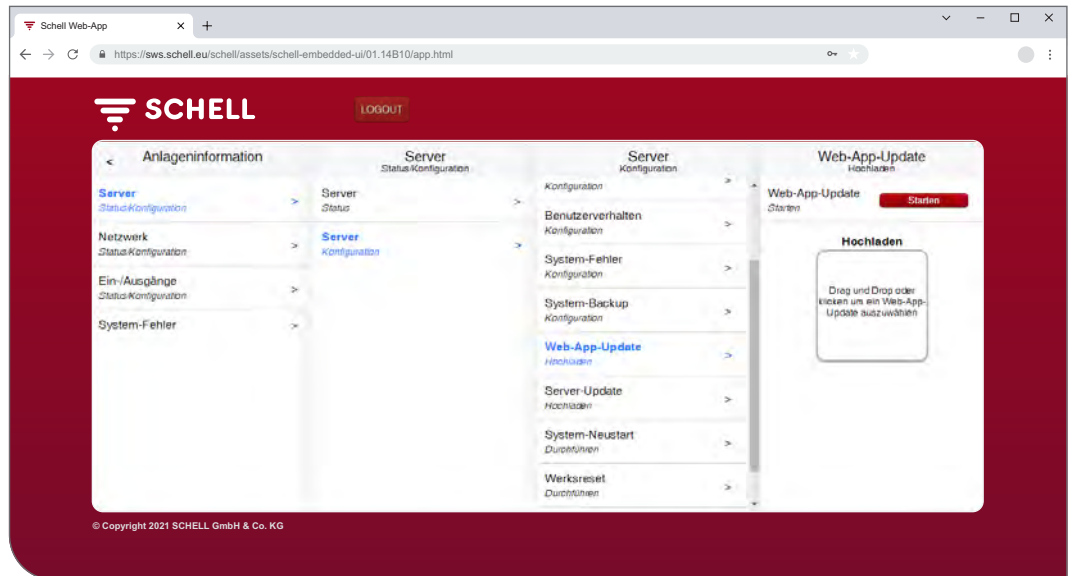 Schell Web-App
https://sws.schell.eu/schell/assets/schell-embedded-ui/01.14B10/app.html
SCHELL
LOGOUT
< Anlageninformation
Server
Status/Konfiguration >
Netzwerk
Status/Konfiguration >
Ein-/Ausgänge
Status/Konfiguration >
System-Fehler >
Server
Status/Konfiguration
Server
Status >
Server
Konfiguration >
Server
Konfiguration
Konfiguration >
Benutzerverhalten
Konfiguration >
System-Fehler
Konfiguration >
System-Backup
Konfiguration >
Web-App-Update
Hochladen >
Server-Update
Hochladen >
System-Neustart
Durchführen >
Werksreset
Durchführen >
Web-App-Update
Hochladen
Web-App-Update
Starten
Starten
Hochladen
Drag und Drop oder
klicken um ein Web-App-
Update auszuwählen
© Copyright 2021 SCHELL GmbH & Co. KG